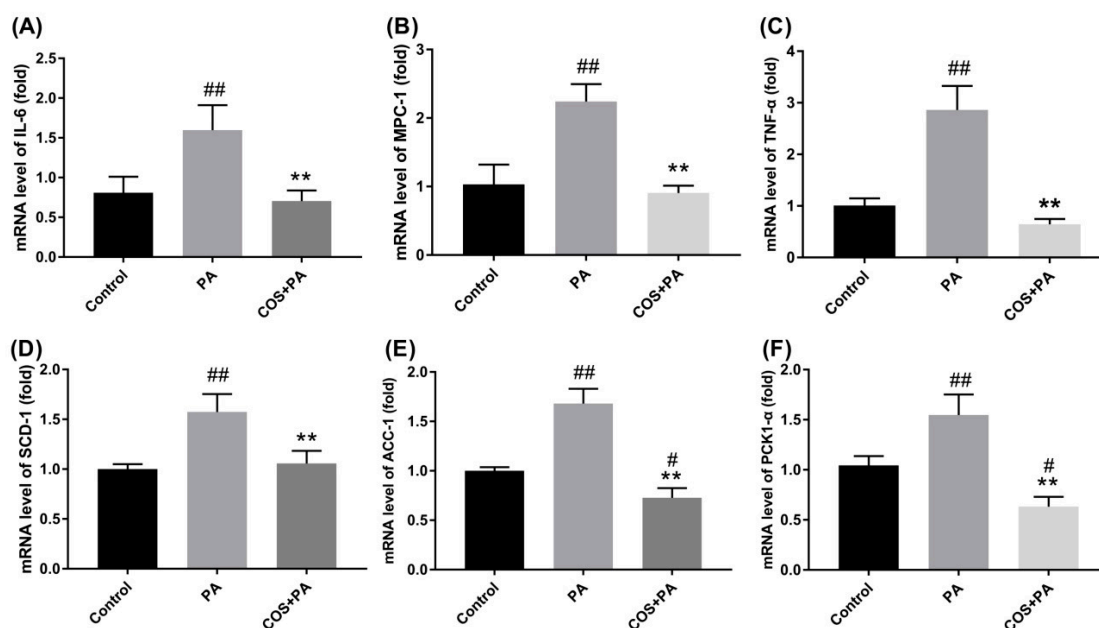 (A)
mRNA level of IL-6 (fold)
2.5
2.0
1.5
1.0
0.5
0.0
##
**
Control
PA
COS+PA
(B)
mRNA level of MPC-1 (fold)
3
2
1
0
##
**
Control
PA
COS+PA
(C)
mRNA level of TNF-α (fold)
4
3
2
1
0
##
**
Control
PA
COS+PA
(D)
mRNA level of SCD-1 (fold)
2.0
1.5
1.0
0.5
0.0
##
**
Control
PA
COS+PA
(E)
mRNA level of ACC-1 (fold)
2.0
1.5
1.0
0.5
0.0
##
#
**
Control
PA
COS+PA
(F)
mRNA level of PCK1-α (fold)
2.0
1.5
1.0
0.5
0.0
##
#
**
Control
PA
COS+PA